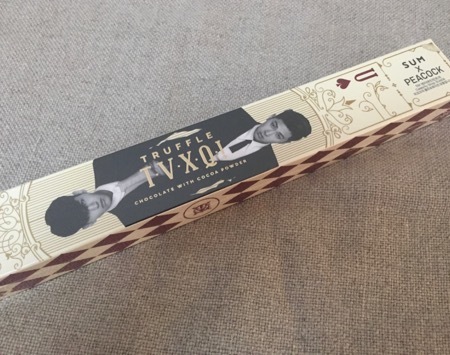 TRUFFLE
TVXQ!
CHOCOLATE WITH COCOA POWDER
U
SUM
X
PEACOCK